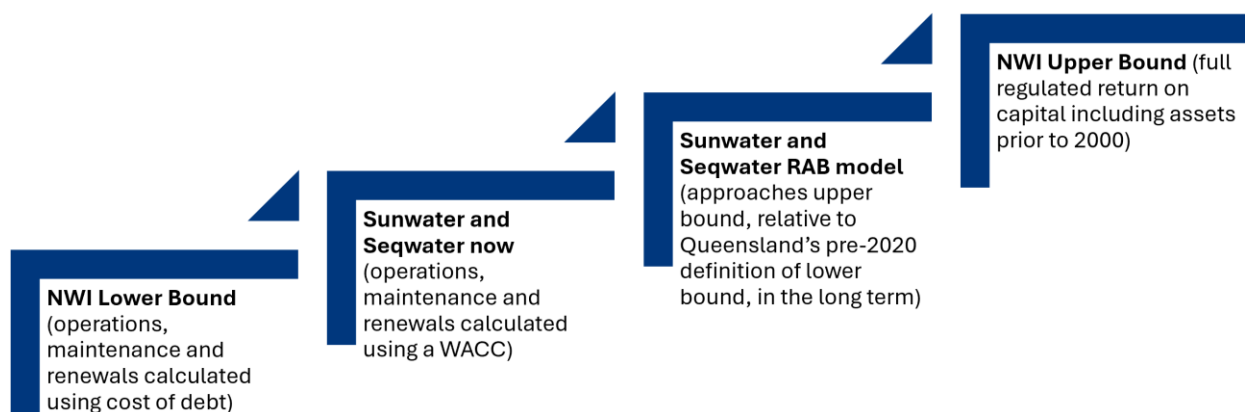 NWI Lower Bound
(operations,
maintenance and
renewals calculated
using cost of debt)
Sunwater and
Seqwater now
(operations,
maintenance and
renewals calculated
using a WACC)
Sunwater and
Seqwater RAB model
(approaches upper
bound, relative to
Queensland’s pre-2020
definition of lower
bound, in the long term)
NWI Upper Bound (full
regulated return on
capital including assets
prior to 2000)